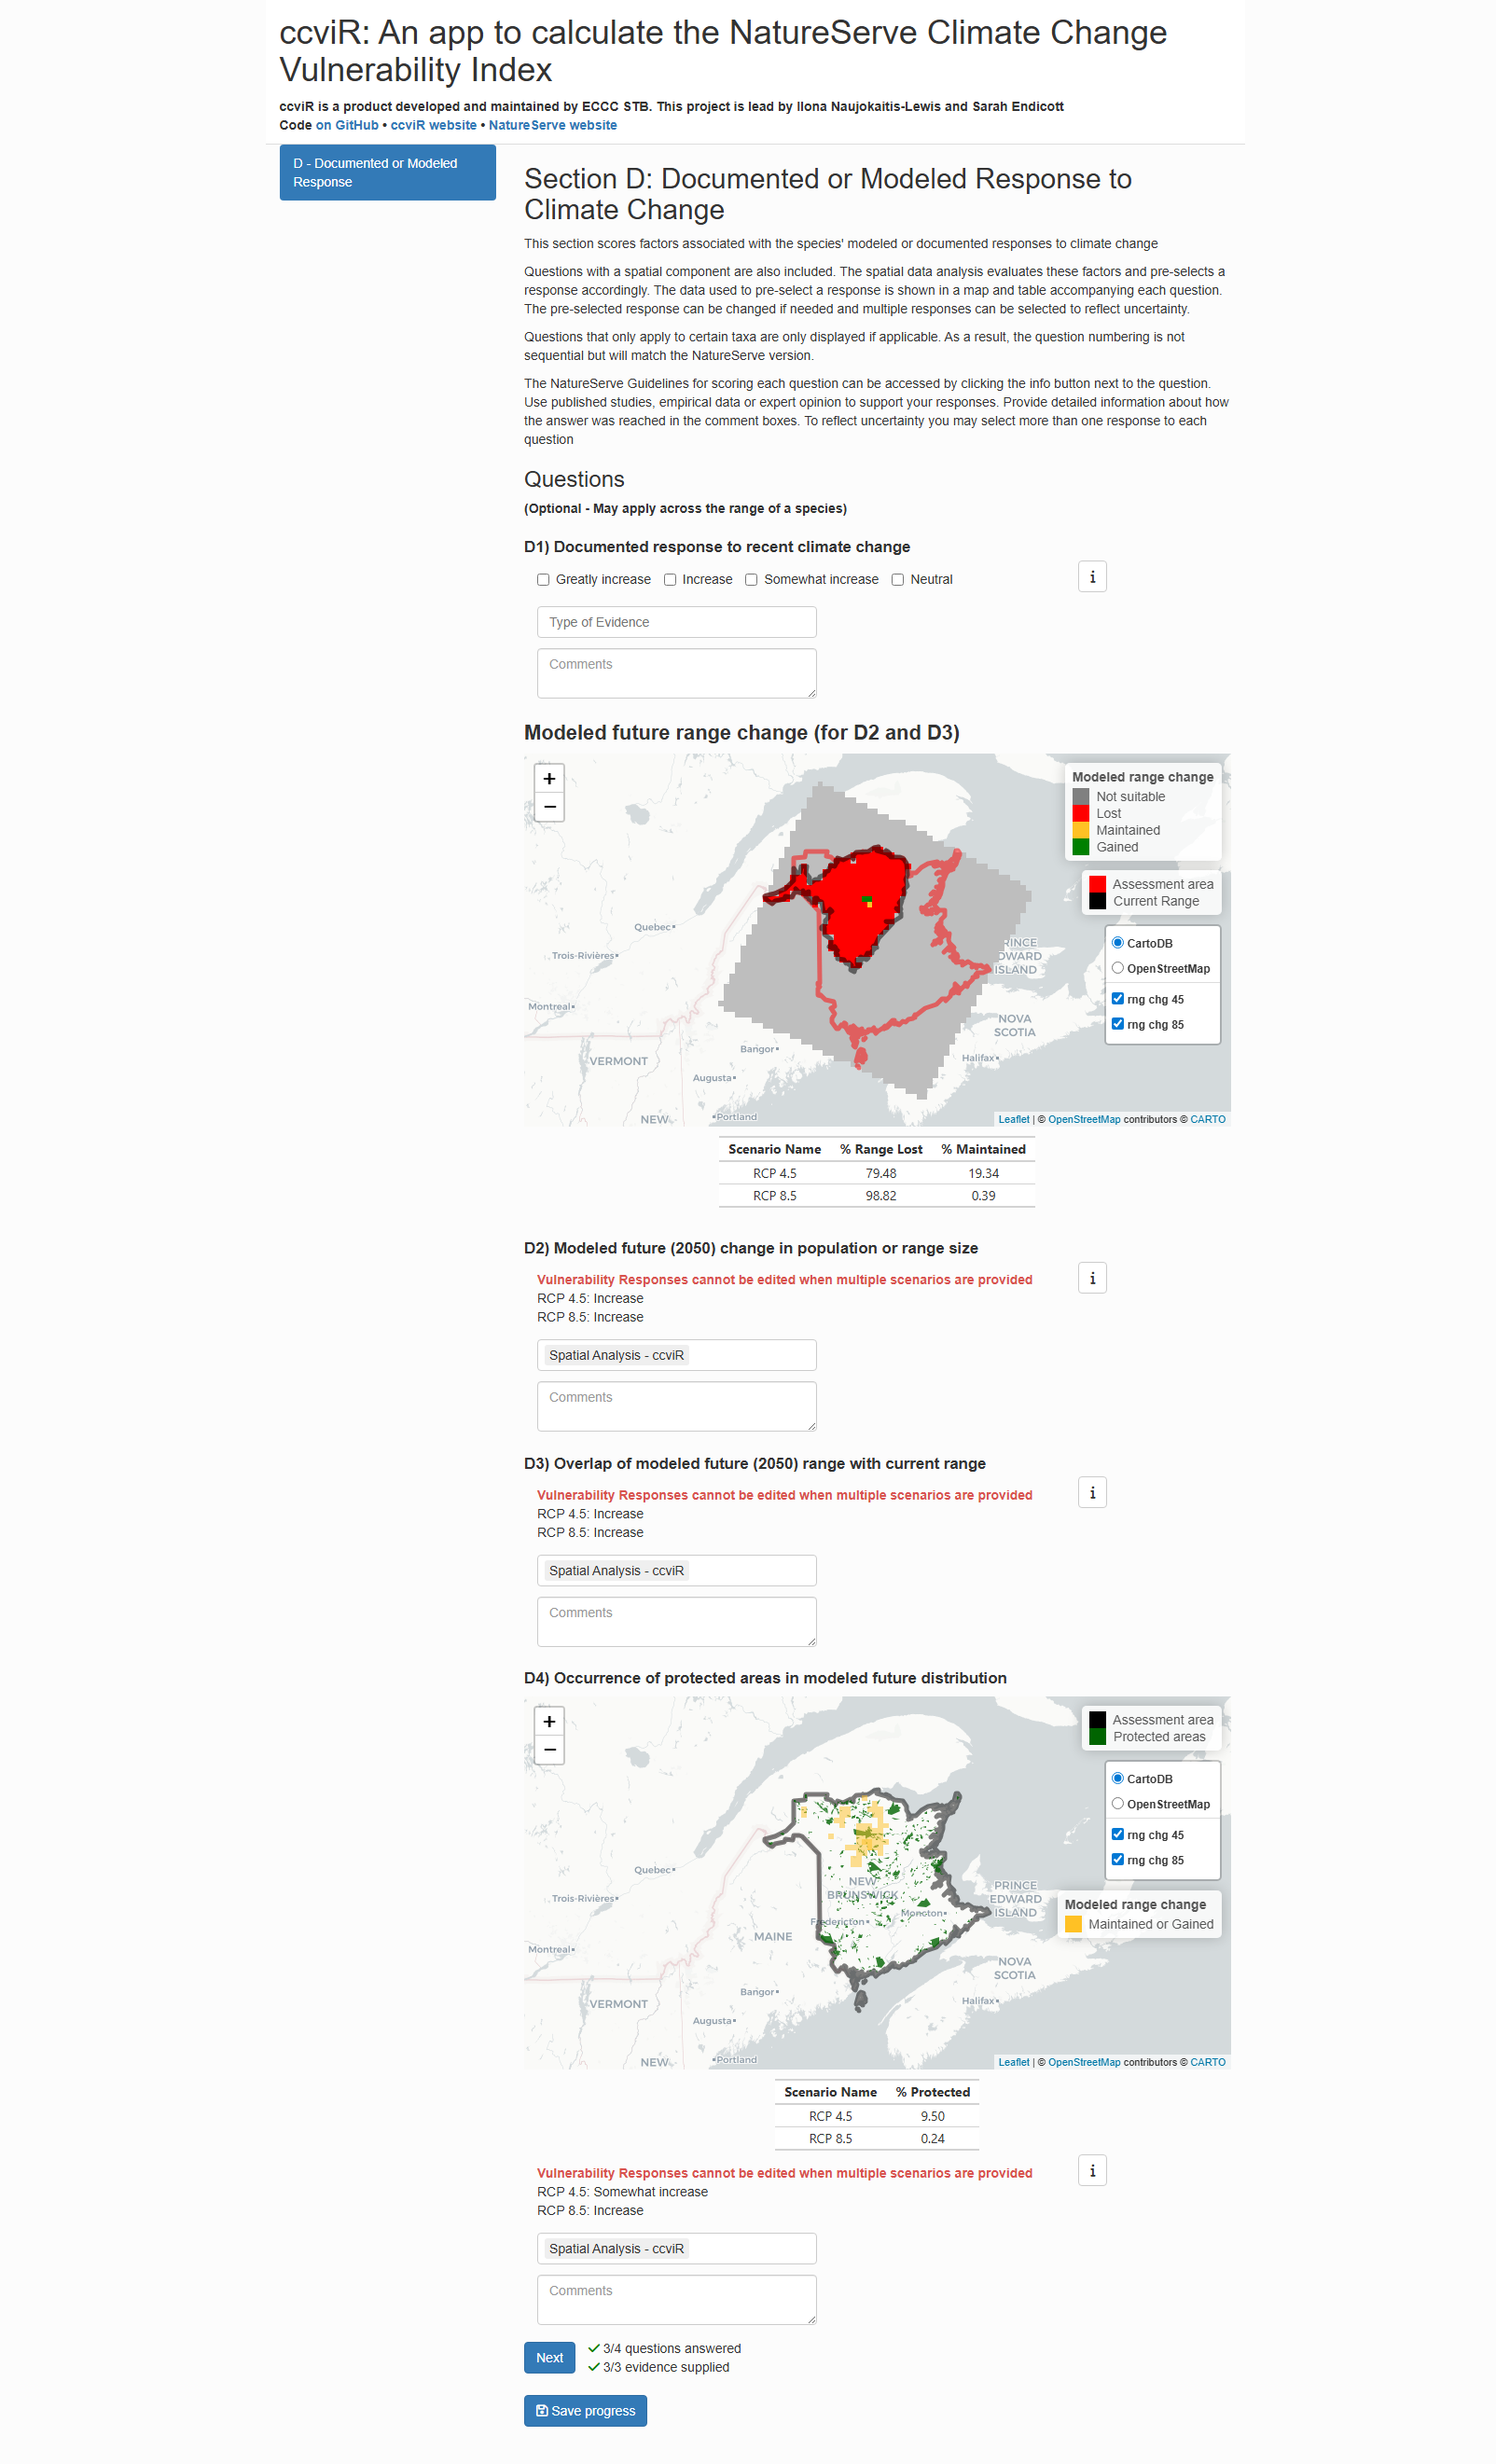 ccviR: An app to calculate the NatureServe Climate Change
Vulnerability Index
ccviR is a product developed and maintained by ECCC STB. This project is lead by Ilona Naujokaitis-Lewis and Sarah Endicott
Code on GitHub • ccviR website • NatureServe website
D - Documented or Modeled
Response
Section D: Documented or Modeled Response to
Climate Change
This section scores factors associated with the species' modeled or documented responses to climate change
Questions with a spatial component are also included. The spatial data analysis evaluates these factors and pre-selects a
response accordingly. The data used to pre-select a response is shown in a map and table accompanying each question.
The pre-selected response can be changed if needed and multiple responses can be selected to reflect uncertainty.
Questions that only apply to certain taxa are only displayed if applicable. As a result, the question numbering is not
sequential but will match the NatureServe version.
The NatureServe Guidelines for scoring each question can be accessed by clicking the info button next to the question.
Use published studies, empirical data or expert opinion to support your responses. Provide detailed information about how
the answer was reached in the comment boxes. To reflect uncertainty you may select more than one response to each
question
Questions
(Optional - May apply across the range of a species)
D1) Documented response to recent climate change
Greatly increase Increase Somewhat increase Neutral
i
Type of Evidence
Comments
Modeled future range change (for D2 and D3)
+
−
Modeled range change
Not suitable
Lost
Maintained
Gained
Assessment area
Current Range
CartoDB
OpenStreetMap
rng chg 45
rng chg 85
Quebec
Trois-Rivières
Montreal
VERMONT
Bangor
Augusta
NEW
Portland
RINCE
DWARD
ISLAND
NOVA
SCOTIA
Halifax
Leaflet | © OpenStreetMap contributors © CARTO
Scenario Name % Range Lost % Maintained
RCP 4.5 79.48 19.34
RCP 8.5 98.82 0.39
D2) Modeled future (2050) change in population or range size
Vulnerability Responses cannot be edited when multiple scenarios are provided
i
RCP 4.5: Increase
RCP 8.5: Increase
Spatial Analysis - ccviR
Comments
D3) Overlap of modeled future (2050) range with current range
Vulnerability Responses cannot be edited when multiple scenarios are provided
i
RCP 4.5: Increase
RCP 8.5: Increase
Spatial Analysis - ccviR
Comments
D4) Occurrence of protected areas in modeled future distribution
+
−
Assessment area
Protected areas
CartoDB
OpenStreetMap
rng chg 45
rng chg 85
Modeled range change
Maintained or Gained
Quebec
Trois-Rivières
Montreal
NEW
BRUNSWICK
Fredericton
Moncton
PRINCE
EDWARD
ISLAND
MAINE
NOVA
SCOTIA
VERMONT
Bangor
Halifax
Augusta
NEW
Portland
Leaflet | © OpenStreetMap contributors © CARTO
Scenario Name % Protected
RCP 4.5 9.50
RCP 8.5 0.24
Vulnerability Responses cannot be edited when multiple scenarios are provided
i
RCP 4.5: Somewhat increase
RCP 8.5: Increase
Spatial Analysis - ccviR
Comments
Next
3/4 questions answered
3/3 evidence supplied
Save progress